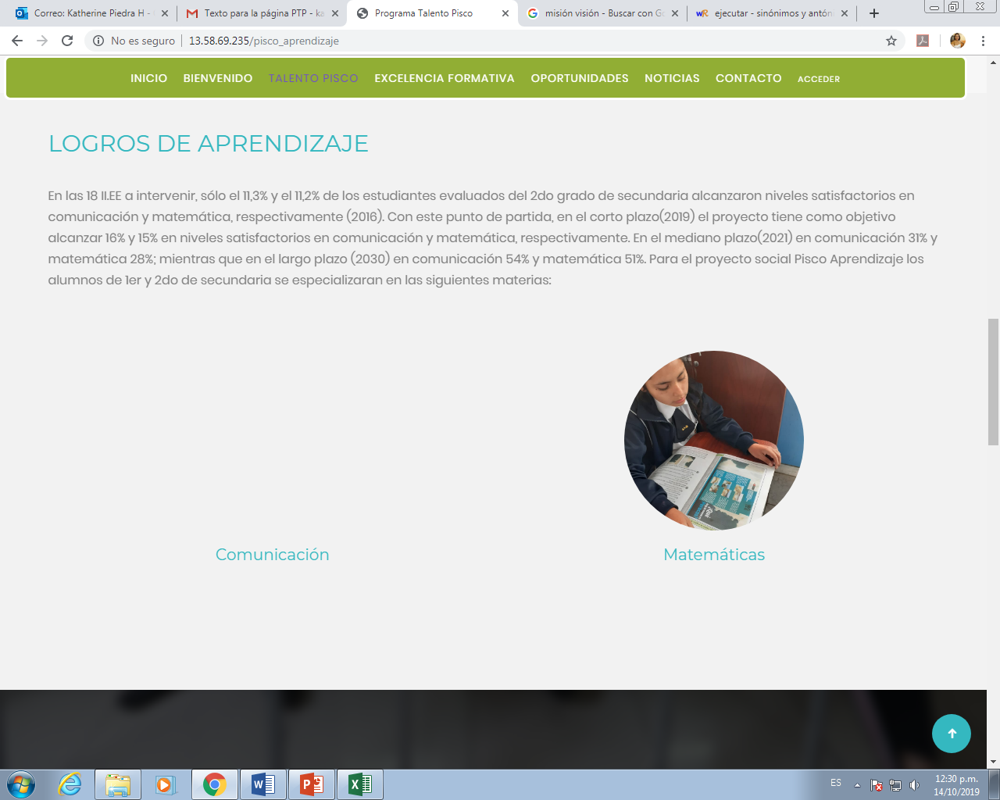 Correo: Katherine Piedra H -
Texto para la página PTP - ka
Programa Talento Pisco
misión visión - Buscar con Go
ejecutar - sinónimos y antón
No es seguro | 13.58.69.235/pisco_aprendizaje
INICIO BIENVENIDO TALENTO PISCO EXCELENCIA FORMATIVA OPORTUNIDADES NOTICIAS CONTACTO ACCEDER
LOGROS DE APRENDIZAJE
En las 18 II.EE a intervenir, sólo el 11,3% y el 11,2% de los estudiantes evaluados del 2do grado de secundaria alcanzaron niveles satisfactorios en
comunicación y matemática, respectivamente (2016). Con este punto de partida, en el corto plazo(2019) el proyecto tiene como objetivo
alcanzar 16% y 15% en niveles satisfactorios en comunicación y matemática, respectivamente. En el mediano plazo(2021) en comunicación 31% y
matemática 28%; mientras que en el largo plazo (2030) en comunicación 54% y matemática 51%. Para el proyecto social Pisco Aprendizaje los
alumnos de 1er y 2do de secundaria se especializaran en las siguientes materias:
¿Qué
Comunicación
Matemáticas
ES
12:30 p.m.
14/10/2019